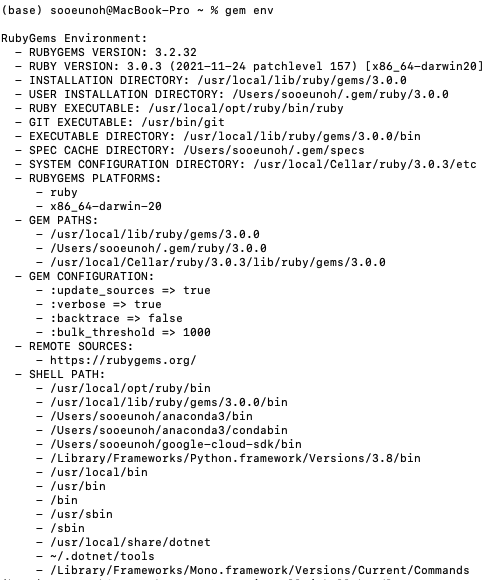 (base) sooeunoh@MacBook-Pro ~ % gem env
RubyGems Environment:
- RUBYGEMS VERSION: 3.2.32
- RUBY VERSION: 3.0.3 (2021-11-24 patchlevel 157) [x86_64-darwin20]
- INSTALLATION DIRECTORY: /usr/local/lib/ruby/gems/3.0.0
- USER INSTALLATION DIRECTORY: /Users/sooeunoh/.gem/ruby/3.0.0
- RUBY EXECUTABLE: /usr/local/opt/ruby/bin/ruby
- GIT EXECUTABLE: /usr/bin/git
- EXECUTABLE DIRECTORY: /usr/local/lib/ruby/gems/3.0.0/bin
- SPEC CACHE DIRECTORY: /Users/sooeunoh/.gem/specs
- SYSTEM CONFIGURATION DIRECTORY: /usr/local/Cellar/ruby/3.0.3/etc
- RUBYGEMS PLATFORMS:
- ruby
- x86_64-darwin-20
- GEM PATHS:
- /usr/local/lib/ruby/gems/3.0.0
- /Users/sooeunoh/.gem/ruby/3.0.0
- /usr/local/Cellar/ruby/3.0.3/lib/ruby/gems/3.0.0
- GEM CONFIGURATION:
- :update_sources => true
- :verbose => true
- :backtrace => false
- :bulk_threshold => 1000
- REMOTE SOURCES:
- https://rubygems.org/
- SHELL PATH:
- /usr/local/opt/ruby/bin
- /usr/local/lib/ruby/gems/3.0.0/bin
- /Users/sooeunoh/anaconda3/bin
- /Users/sooeunoh/anaconda3/condabin
- /Users/sooeunoh/google-cloud-sdk/bin
- /Library/Frameworks/Python.framework/Versions/3.8/bin
- /usr/local/bin
- /usr/bin
- /bin
- /usr/sbin
- /sbin
- /usr/local/share/dotnet
- ~/.dotnet/tools
- /Library/Frameworks/Mono.framework/Versions/Current/Commands